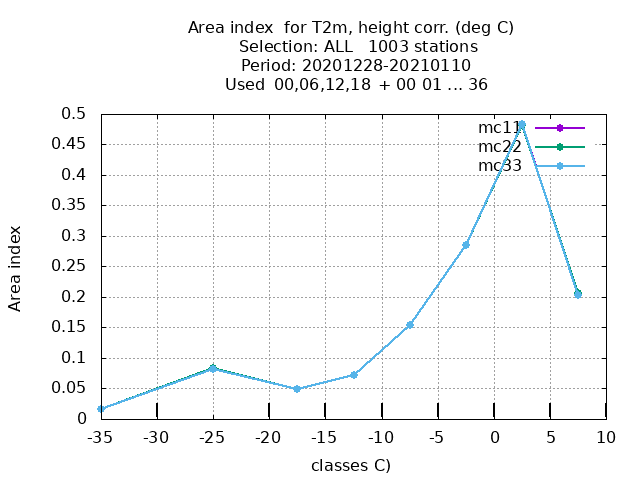 Area index  for T2m, height corr. (deg C)
Selection: ALL   1003 stations
Period: 20201228-20210110
Used  00,06,12,18  + 00 01 ... 36
0.5
0.45
0.4
0.35
0.3
0.25
0.2
0.15
0.1
0.05
0
Area index
mc11
mc22
mc33
-35 -30 -25 -20 -15 -10 -5 0 5 10
classes C)